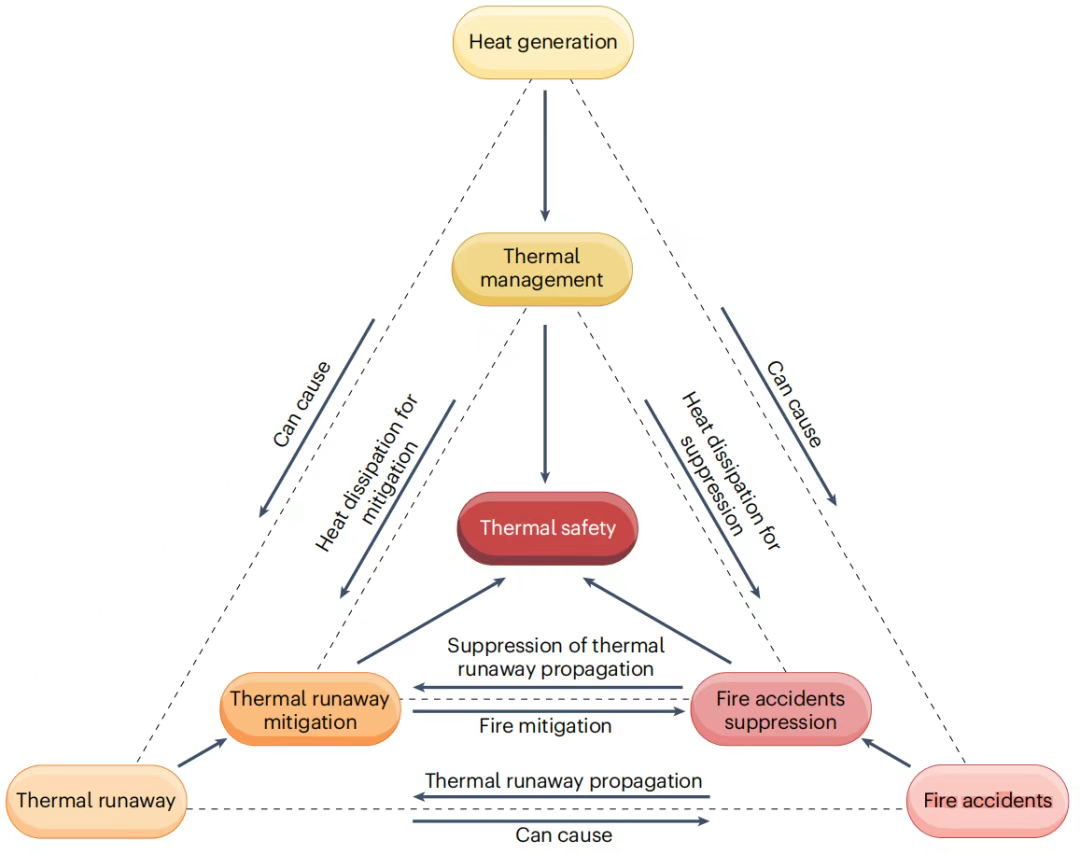 Heat generation
Thermal
management
Can cause
Can cause
Heat dissipation for
mitigation
Heat dissipation for
suppression
Thermal safety
Suppression of thermal
runaway propagation
Thermal runaway
mitigation
Fire accidents
suppression
Fire mitigation
Thermal runaway propagation
Thermal runaway
Fire accidents
Can cause